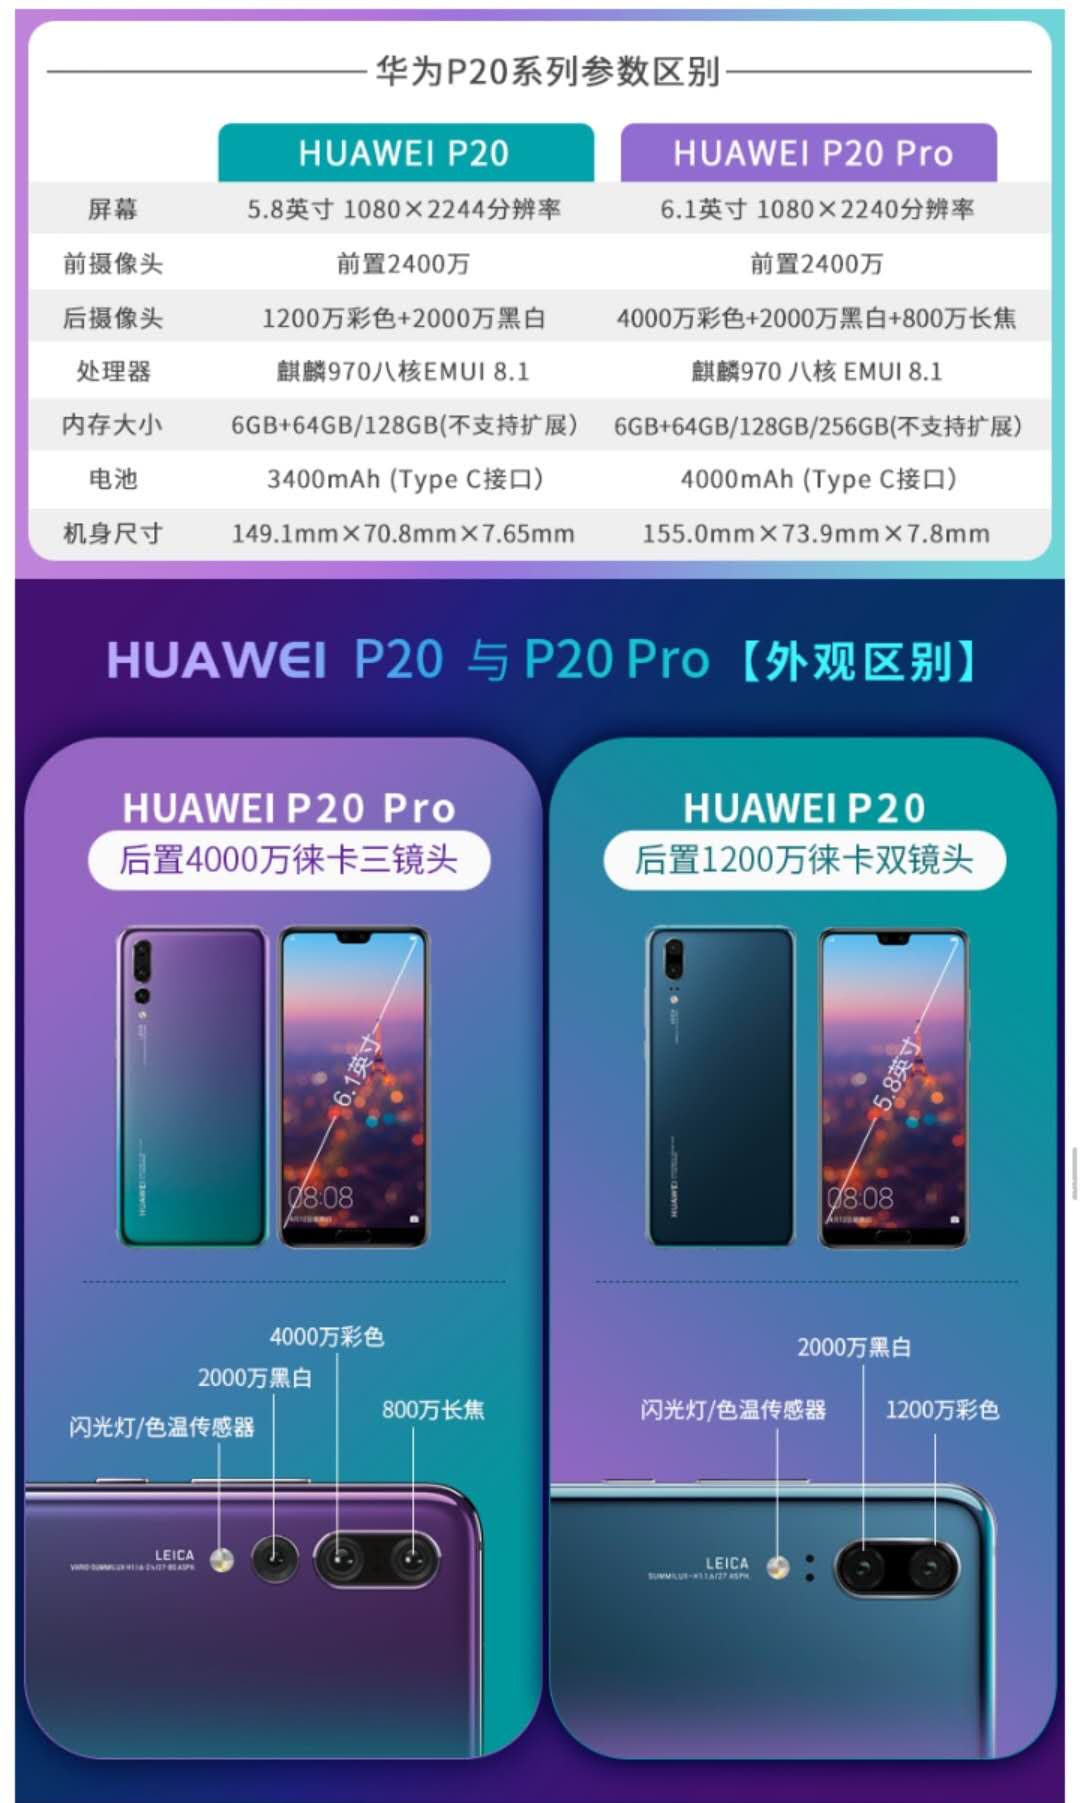 华为P20系列参数区别
HUAWEI P20
HUAWEI P20 Pro
屏幕 5.8英寸 1080×2244分辨率 6.1英寸 1080×2240分辨率
前摄像头 前置2400万 前置2400万
后摄像头 1200万彩色+2000万黑白 4000万彩色+2000万黑白+800万长焦
处理器 麒麟970八核EMUI 8.1 麒麟970 八核 EMUI 8.1
内存大小 6GB+64GB/128GB(不支持扩展） 6GB+64GB/128GB/256GB(不支持扩展）
电池 3400mAh (Type C接口） 4000mAh (Type C接口）
机身尺寸 149.1mm×70.8mm×7.65mm 155.0mm×73.9mm×7.8mm
HUAWEI P20 与 P20 Pro【外观区别】
HUAWEI P20 Pro
后置4000万徕卡三镜头
6.1英寸
08:08
HUAWEI
4000万彩色
2000万黑白
800万长焦
闪光灯/色温传感器
LEICA
HUAWEI P20
后置1200万徕卡双镜头
5.8英寸
08:08
HUAWEI
2000万黑白
闪光灯/色温传感器
1200万彩色
LEICA
SUMMILUX-H 1:1.6/27 ASPH.